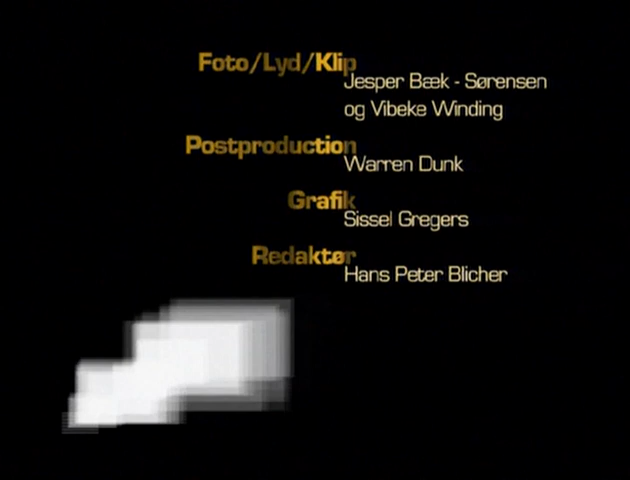 Foto/Lyd/Klip
Jesper Bæk - Sørensen
og Vibeke Winding
Postproduction
Warren Dunk
Grafik
Sissel Gregers
Redaktør
Hans Peter Blicher